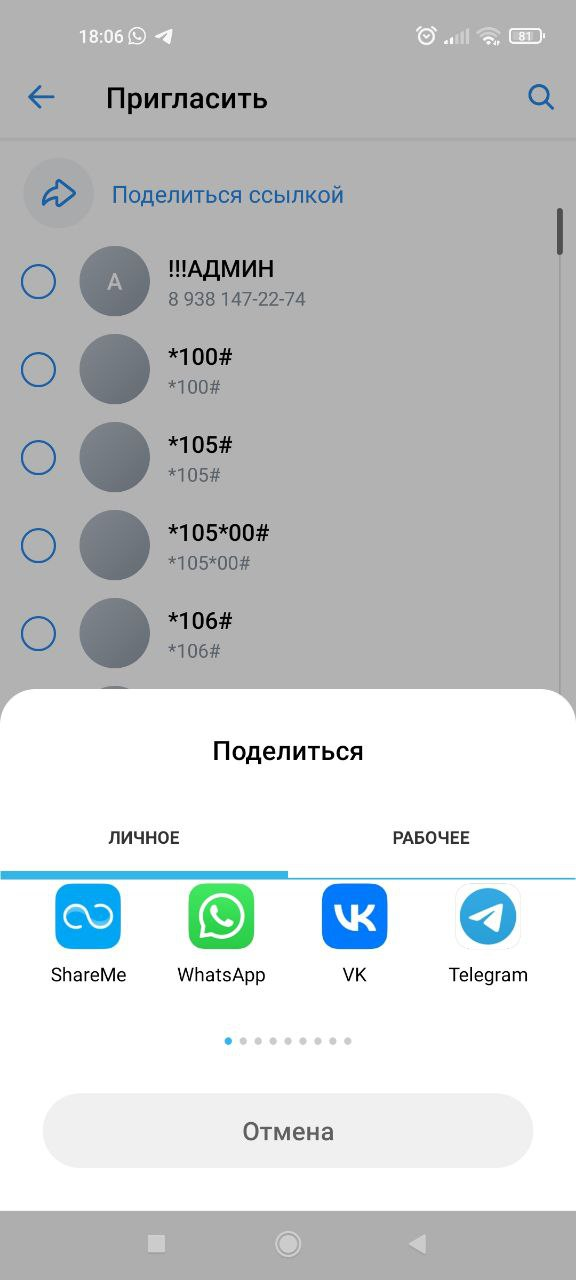 18:06
81
Пригласить
Поделиться ссылкой
A
!!!АДМИН
8 938 147-22-74
*100#
*100#
*105#
*105#
*105*00#
*105*00#
*106#
*106#
Поделиться
ЛИЧНОЕ
РАБОЧЕЕ
ShareMe
WhatsApp
VK
Telegram
Отмена